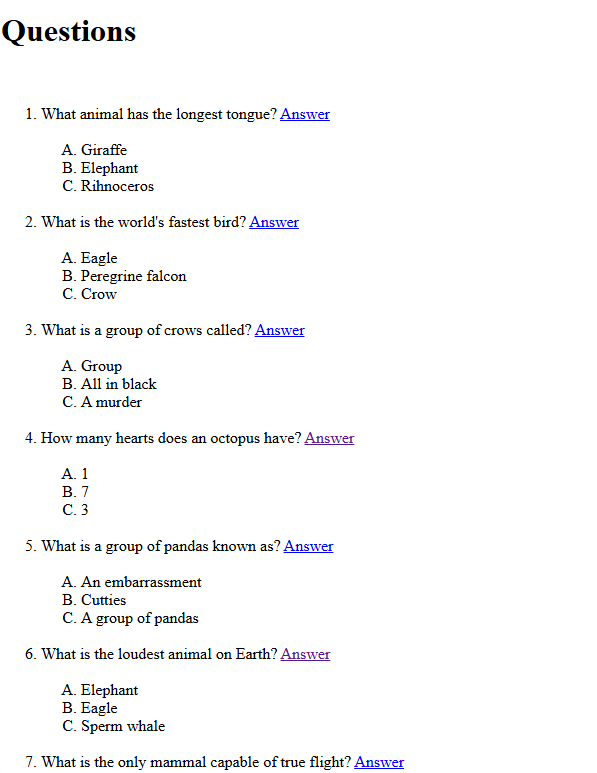 Questions
1. What animal has the longest tongue? Answer
A. Giraffe
B. Elephant
C. Rihnoceros
2. What is the world's fastest bird? Answer
A. Eagle
B. Peregrine falcon
C. Crow
3. What is a group of crows called? Answer
A. Group
B. All in black
C. A murder
4. How many hearts does an octopus have? Answer
A. 1
B. 7
C. 3
5. What is a group of pandas known as? Answer
A. An embarrassment
B. Cutties
C. A group of pandas
6. What is the loudest animal on Earth? Answer
A. Elephant
B. Eagle
C. Sperm whale
7. What is the only mammal capable of true flight? Answer